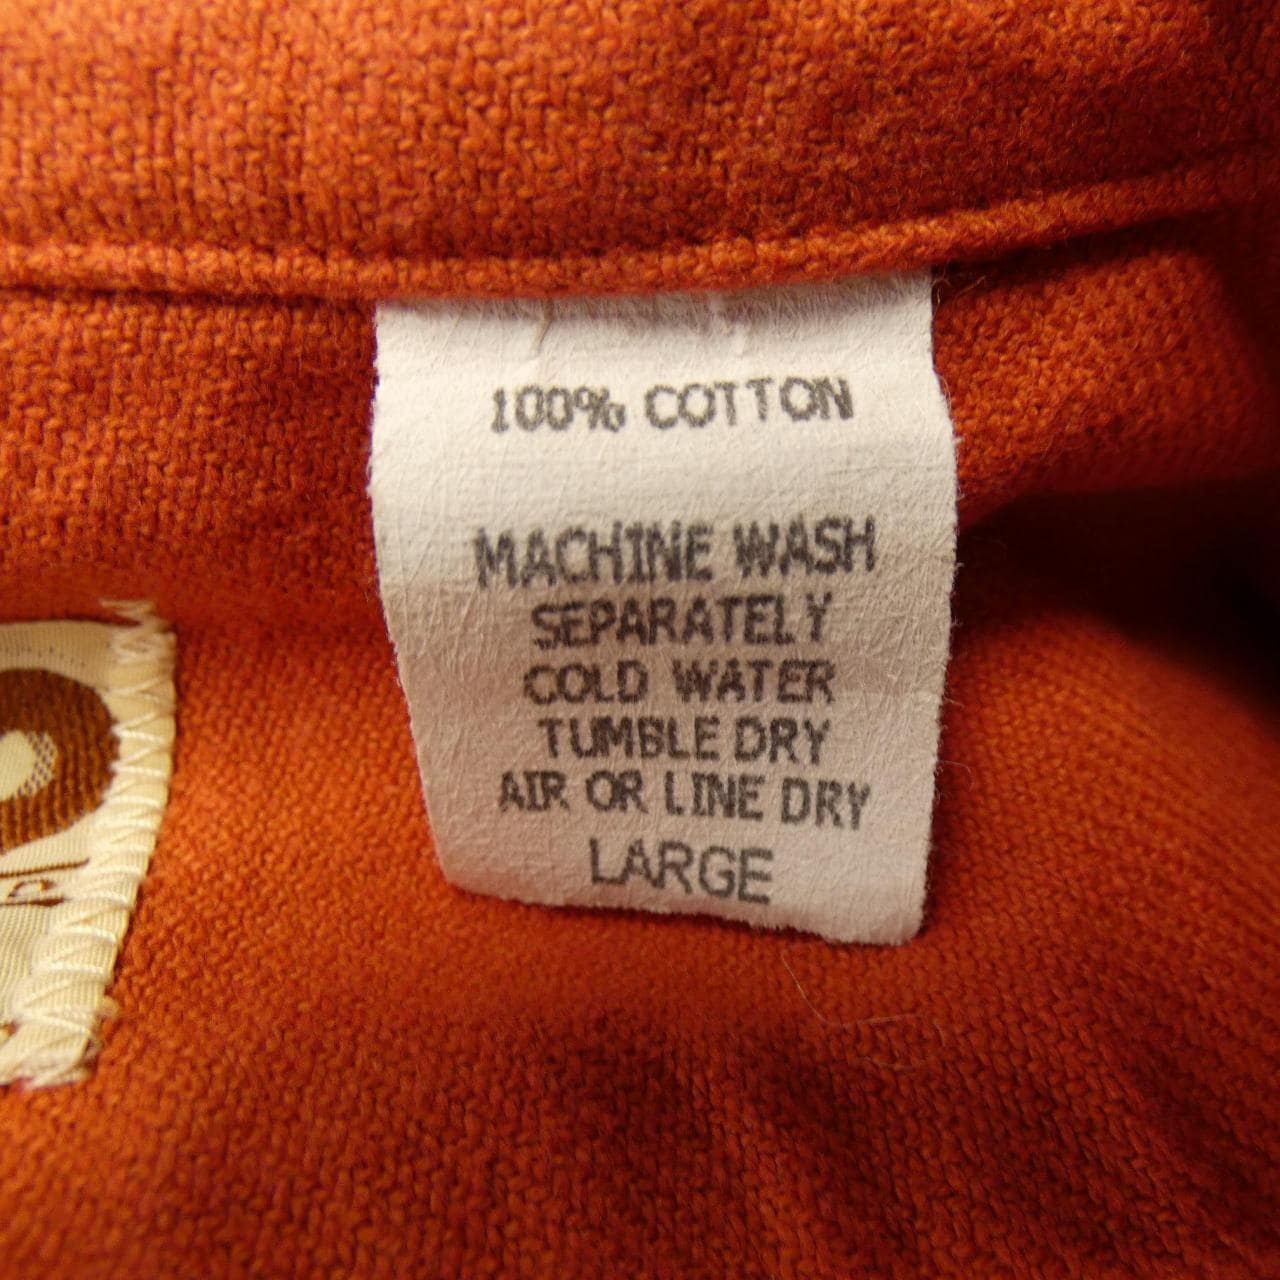 100% COTTON
MACHINE WASH
SEPARATELY
COLD WATER
TUMBLE DRY
AIR OR LINE DRY
LARGE